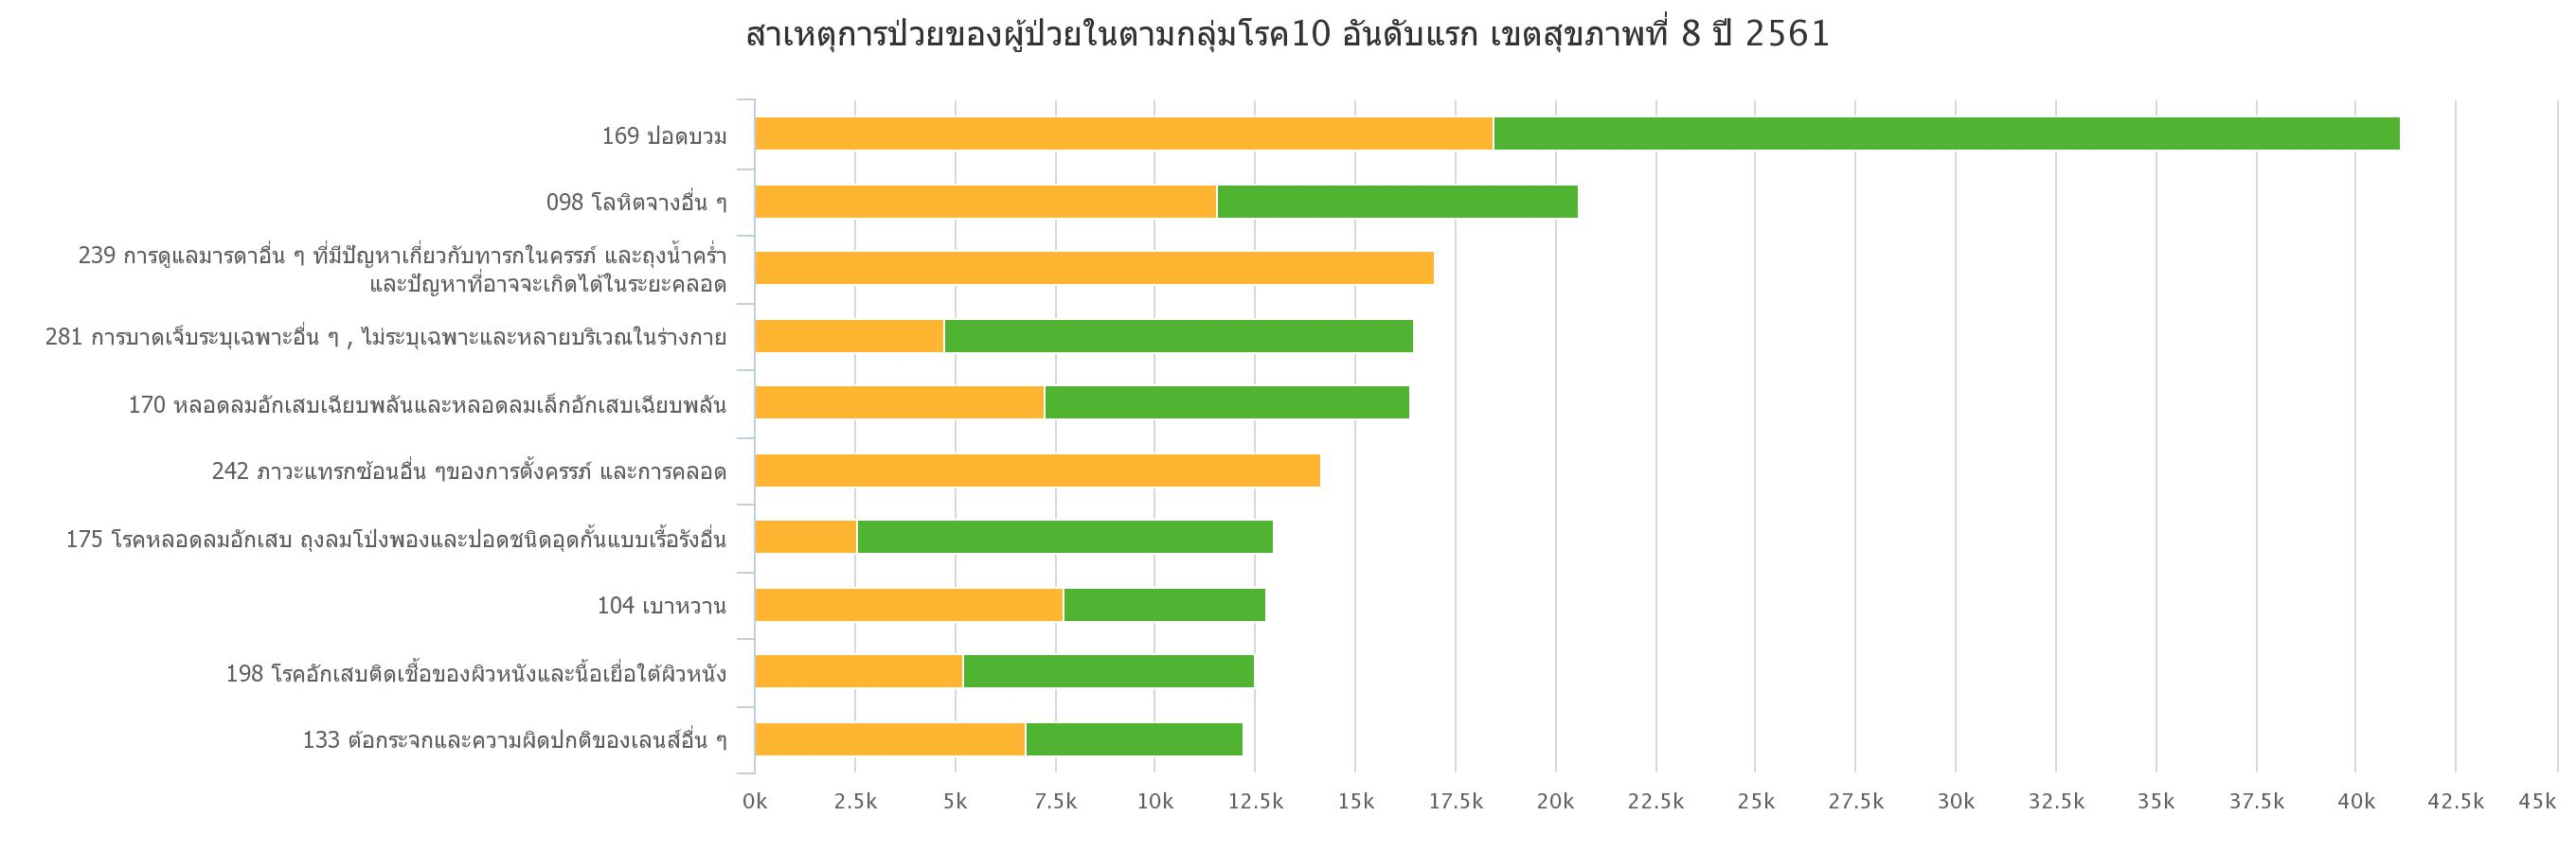 สาเหตุการป่วยของผู้ป่วยในตามกลุ่มโรค10 อันดับแรก เขตสุขภาพที่ 8 ปี 2561
169 ปอดบวม
098 โลหิตจางอื่น ๆ
239 การดูแลมารดาอื่น ๆ ที่มีปัญหาเกี่ยวกับทารกในครรภ์ และถุงน้ำคร่ำ
และปัญหาที่อาจจะเกิดได้ในระยะคลอด
281 การบาดเจ็บระบุเฉพาะอื่น ๆ , ไม่ระบุเฉพาะและหลายบริเวณในร่างกาย
170 หลอดลมอักเสบเฉียบพลันและหลอดลมเล็กอักเสบเฉียบพลัน
242 ภาวะแทรกซ้อนอื่น ๆของการตั้งครรภ์ และการคลอด
175 โรคหลอดลมอักเสบ ถุงลมโป่งพองและปอดชนิดอุดกั้นแบบเรื้อรังอื่น
104 เบาหวาน
198 โรคอักเสบติดเชื้อของผิวหนังและนื้อเยื่อใต้ผิวหนัง
133 ต้อกระจกและความผิดปกติของเลนส์อื่น ๆ
0k 2.5k 5k 7.5k 10k 12.5k 15k 17.5k 20k 22.5k 25k 27.5k 30k 32.5k 35k 37.5k 40k 42.5k 45k